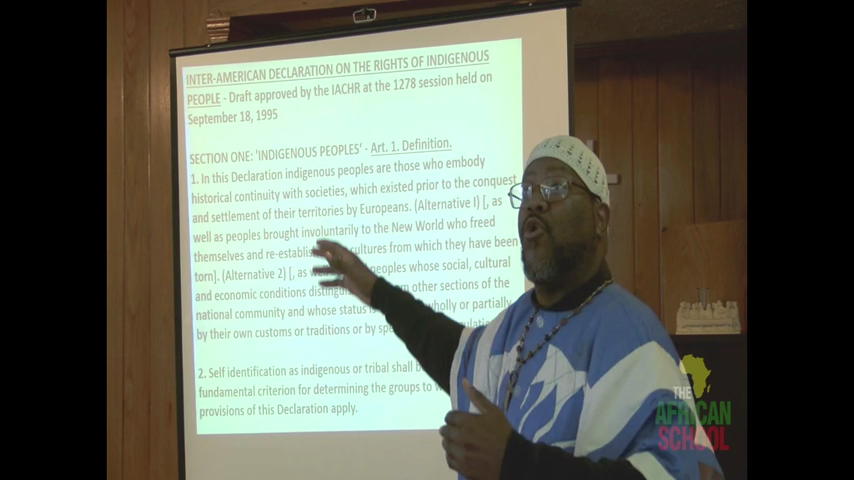 INTER-AMERICAN DECLARATION ON THE RIGHTS OF INDIGENOUS
PEOPLE - Draft approved by the IACHR at the 1278 session held on
September 18, 1995
SECTION ONE: 'INDIGENOUS PEOPLES' - Art. 1. Definition.
1. In this Declaration indigenous peoples are those who embody
historical continuity with societies, which existed prior to the conquest
and settlement of their territories by Europeans. (Alternative I) [, as
well as peoples brought involuntarily to the New World who freed
themselves and cultures from which they have been
torn]. (Alternative 2) [, as peoples whose social, cultural
and economic conditions other sections of the
national community and whose status wholly or partially
by their own customs or traditions or by
2. Self identification as indigenous or tribal shall
fundamental criterion for determining the groups to
provisions of this Declaration apply.
THE
AFRICAN
SCHOOL